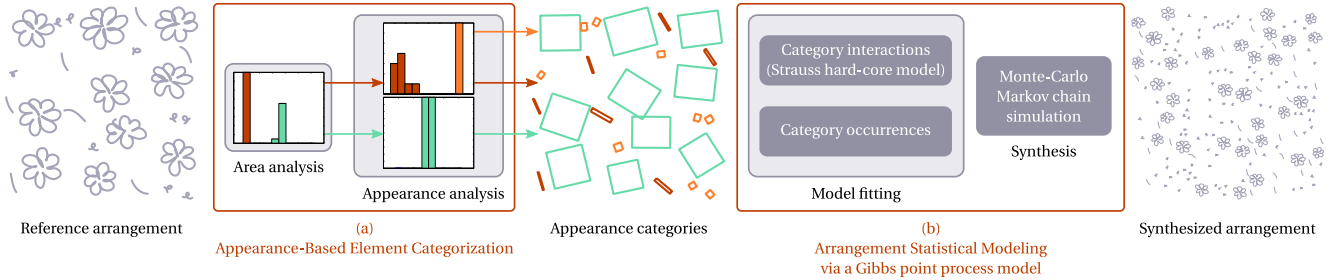 Reference arrangement
Area analysis
Appearance analysis
(a)
Appearance-Based Element Categorization
Appearance categories
Category interactions
(Strauss hard-core model)
Category occurrences
Model fitting
Monte-Carlo
Markov chain
simulation
Synthesis
(b)
Arrangement Statistical Modeling
via a Gibbs point process model
Synthesized arrangement